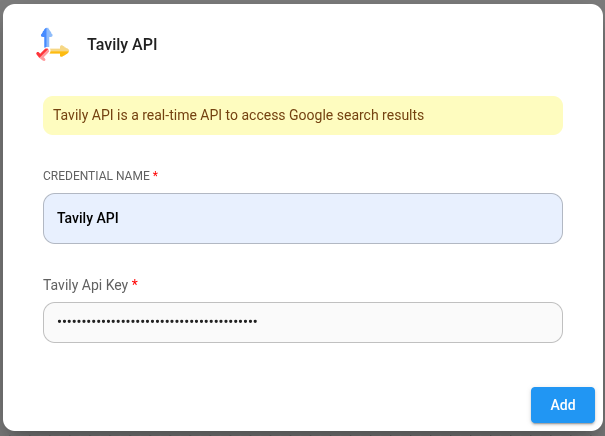 Tavily API
Tavily API is a real-time API to access Google search results
CREDENTIAL NAME *
Tavily API
Tavily Api Key *
•••••••••••••••••••••••••••••••••••••••••
Add